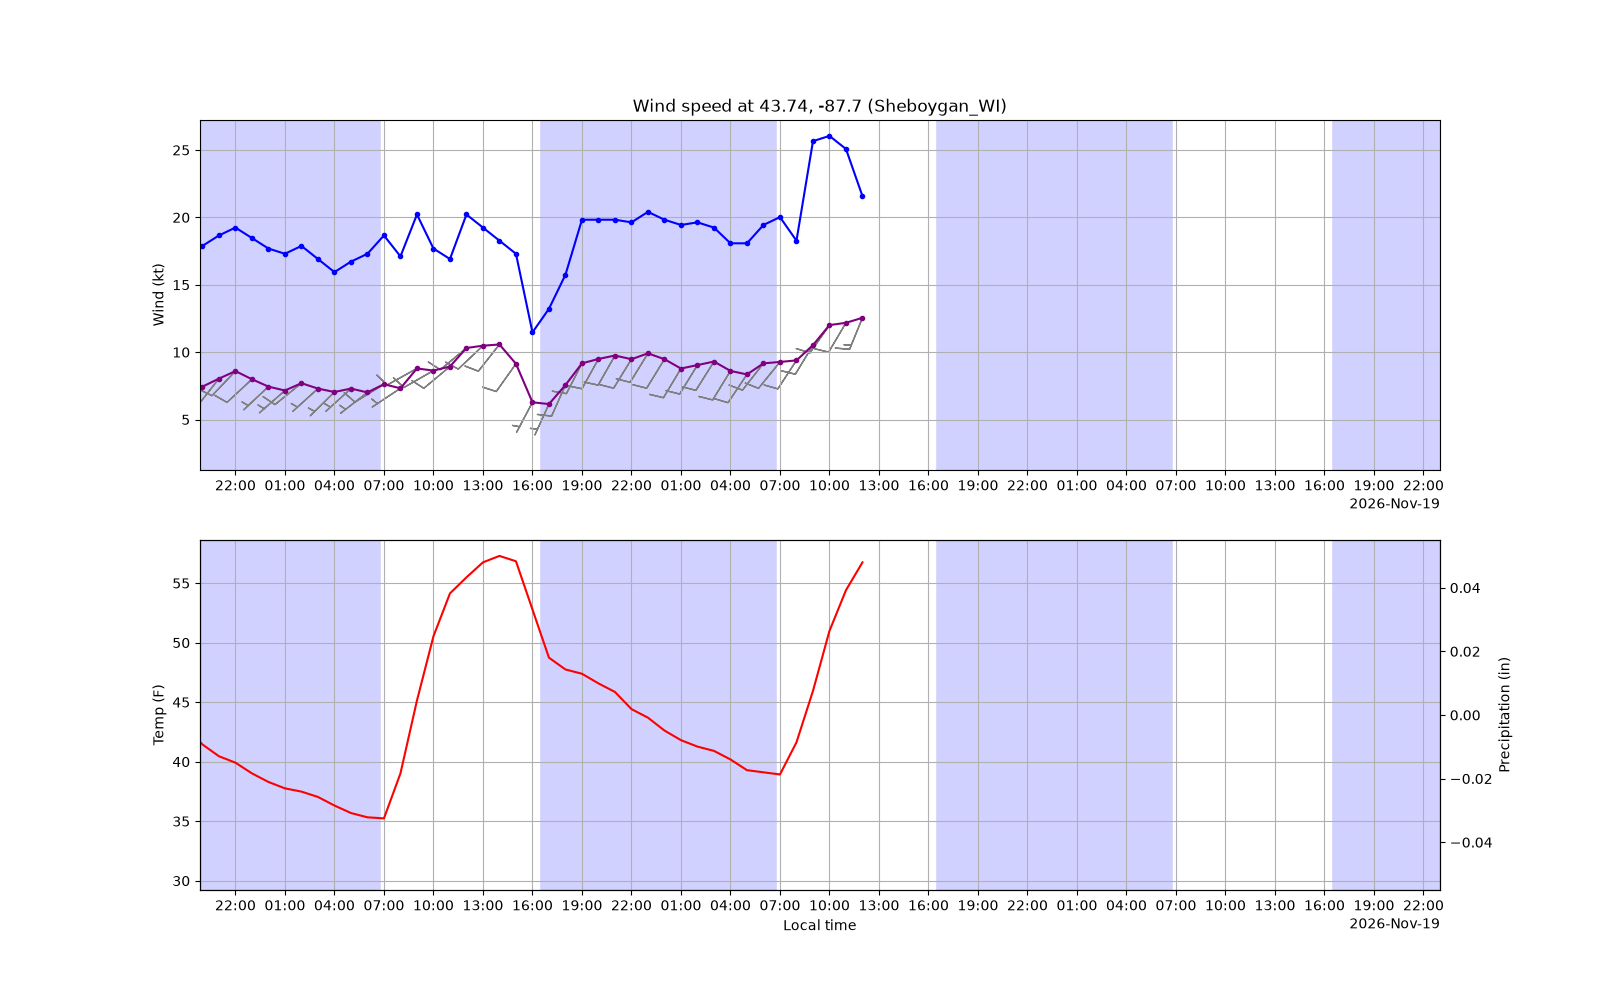 Wind speed at 43.74, -87.7 (Sheboygan_WI)
Wind (kt)
25
20
15
10
5
22:00 01:00 04:00 07:00 10:00 13:00 16:00 19:00 22:00 01:00 04:00 07:00 10:00 13:00 16:00 19:00 22:00 01:00 04:00 07:00 10:00 13:00 16:00 19:00 22:00
2026-Nov-19
Temp (F)
55
50
45
40
35
30
0.04
0.02
0.00
−0.02
−0.04
Precipitation (in)
22:00 01:00 04:00 07:00 10:00 13:00 16:00 19:00 22:00 01:00 04:00 07:00 10:00 13:00 16:00 19:00 22:00 01:00 04:00 07:00 10:00 13:00 16:00 19:00 22:00
Local time
2026-Nov-19